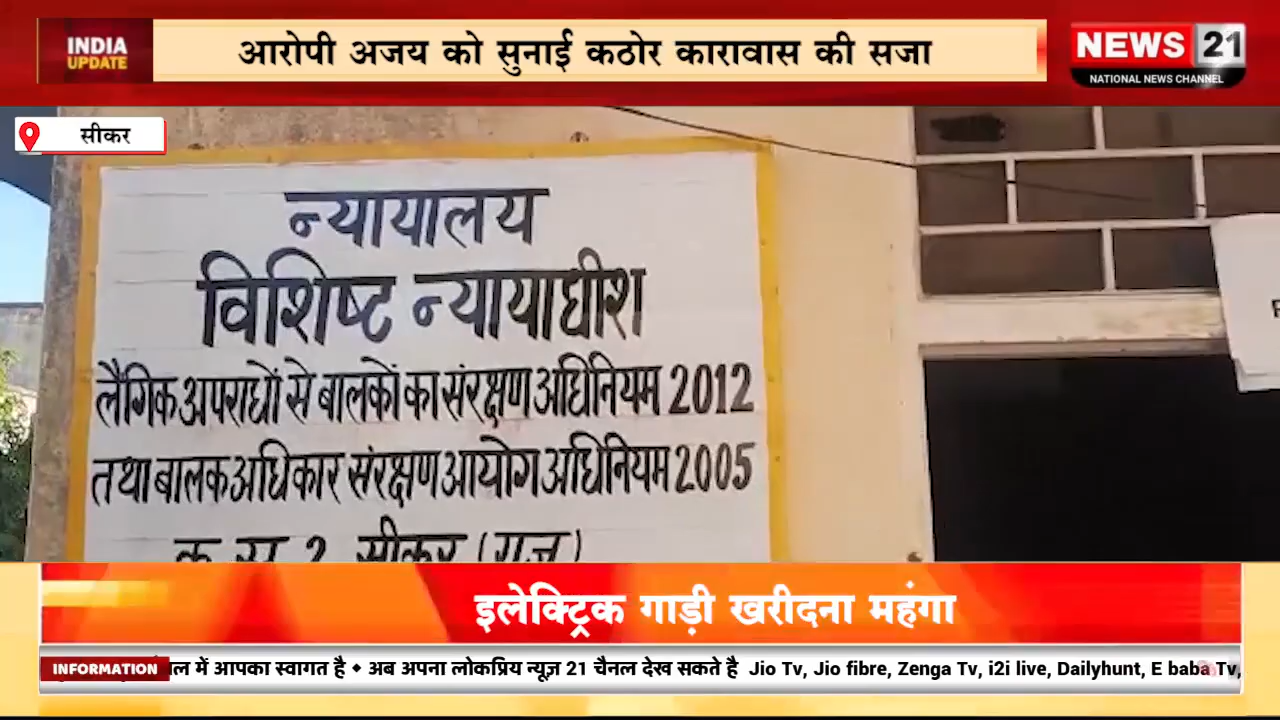 INDIA
UPDATE
आरोपी अजय को सुनाई कठोर कारावास की सजा
NEWS 21
NATIONAL NEWS CHANNEL
सीकर
न्यायालय
विशिष्ट न्यायाधीश
लैंगिक अपराधों से बालकों का संरक्षण अधिनियम 2012
तथा बालक अधिकार संरक्षण आयोग अधिनियम 2005
सीकर (राज.)
इलेक्ट्रिक गाड़ी खरीदना महंगा
INFORMATION
में आपका स्वागत है ◆ अब अपना लोकप्रिय न्यूज़ 21 चैनल देख सकते है Jio Tv, Jio fibre, Zenga Tv, i2i live, Dailyhunt, E baba Tv,